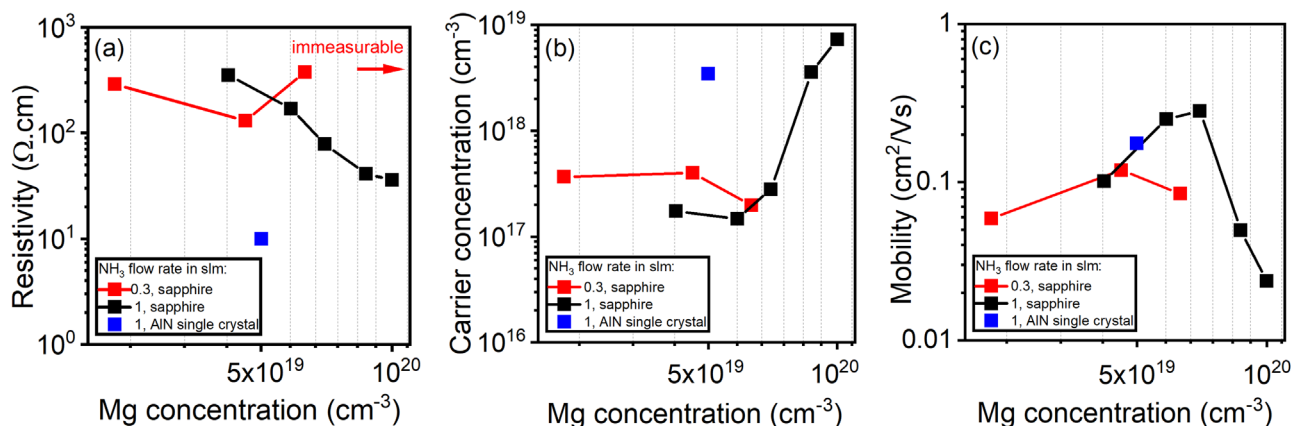 (a)
immeasurable
10³
10²
10¹
10⁰
Resistivity (Ω.cm)
NH₃ flow rate in slm:
0.3, sapphire
1, sapphire
1, AlN single crystal
5x10¹⁹
10²⁰
Mg concentration (cm⁻³)
(b)
10¹⁹
10¹⁸
10¹⁷
10¹⁶
Carrier concentration (cm⁻³)
NH₃ flow rate in slm:
0.3, sapphire
1, sapphire
1, AlN single crystal
5x10¹⁹
10²⁰
Mg concentration (cm⁻³)
(c)
1
0.1
0.01
Mobility (cm²/Vs)
NH₃ flow rate in slm:
0.3, sapphire
1, sapphire
1, AlN single crystal
5x10¹⁹
10²⁰
Mg concentration (cm⁻³)